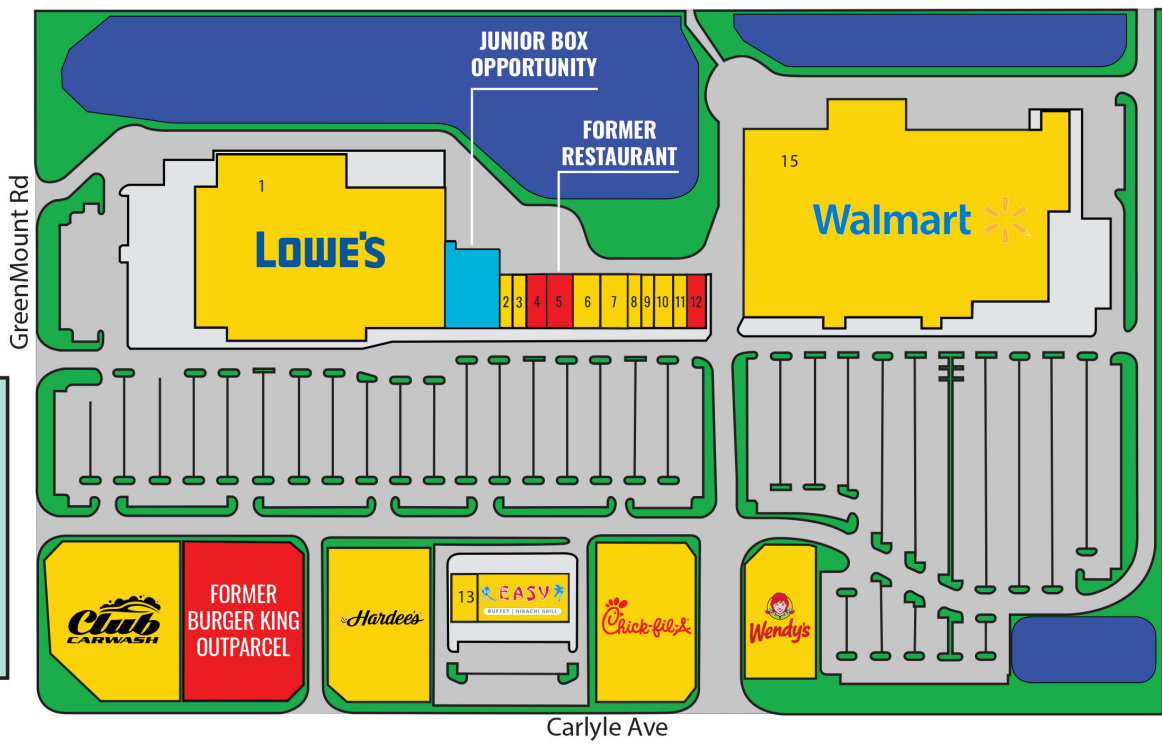 JUNIOR BOX
OPPORTUNITY
FORMER
RESTAURANT
1
LOWE'S
15
Walmart
GreenMount Rd
2 3 4 5 6 7 8 9 10 11 12
Club
CARWASH
FORMER
BURGER KING
OUTPARCEL
Hardee's
13
EASY
BUFFET | HIBACHI GRILL
Chick-fil-A
Wendy's
Carlyle Ave